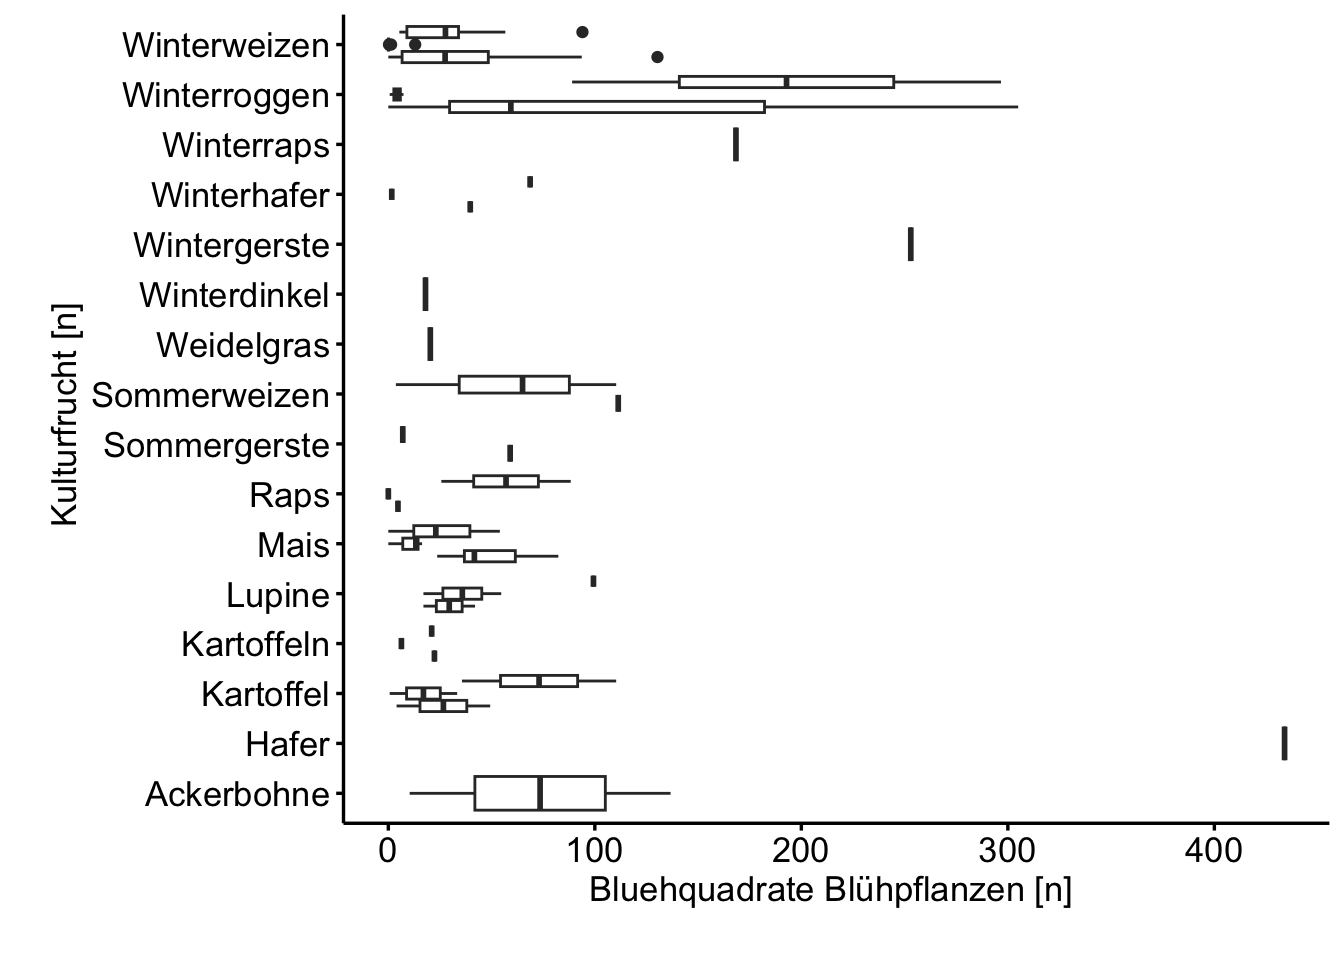 Kulturfrucht [n]
Winterweizen
Winterroggen
Winterraps
Winterhafer
Wintergerste
Winterdinkel
Weidelgras
Sommerweizen
Sommergerste
Raps
Mais
Lupine
Kartoffeln
Kartoffel
Hafer
Ackerbohne
0 100 200 300 400
Bluehquadrate Blühpflanzen [n]